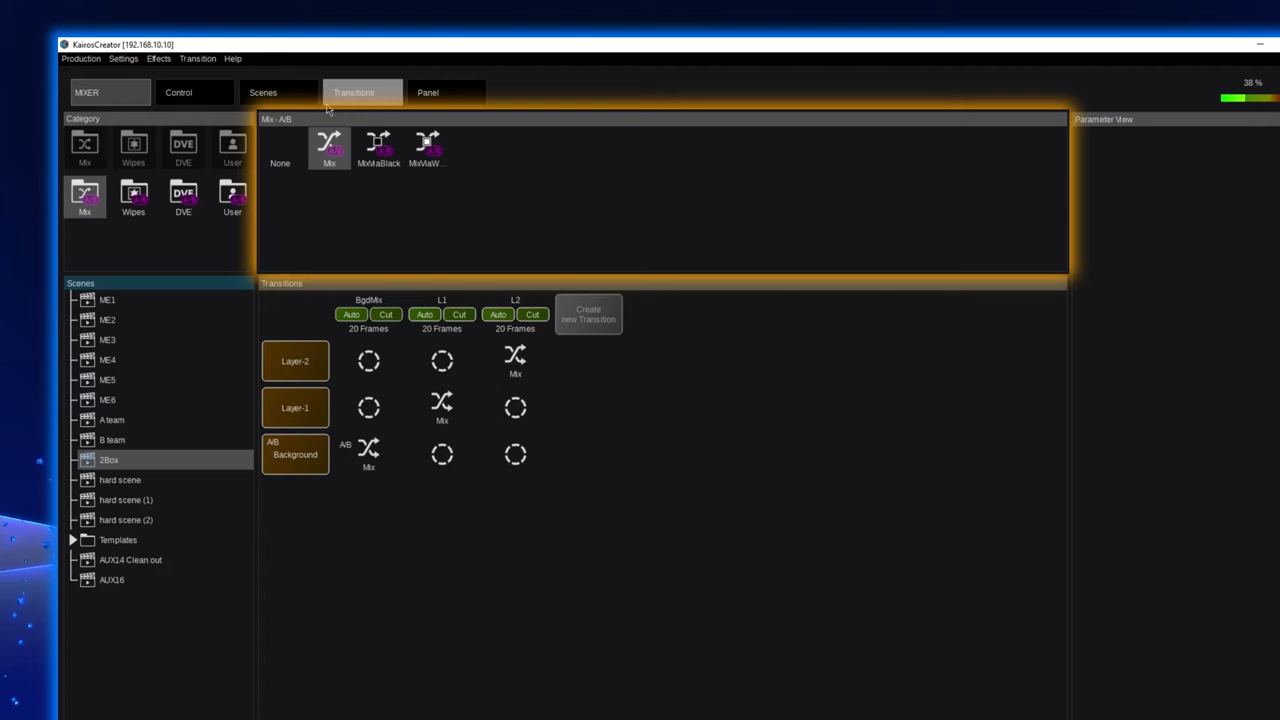 KairosCreator [192.168.10.10]
Production Settings Effects Transition Help
MIXER Control Scenes Transitions Panel
38 %
Category
Mix - A/B
Parameter View
Mix Wipes DVE User
None Mix MixViaBlack MixViaW...
Mix Wipes DVE User
Scenes
Transitions
ME1
ME2
ME3
ME4
ME5
ME6
A team
B team
2Box
hard scene
hard scene (1)
hard scene (2)
Templates
AUX14 Clean out
AUX16
BgdMix L1 L2
Auto Cut Auto Cut Auto Cut
Create
new Transition
20 Frames 20 Frames 20 Frames
Layer-2
Mix
Layer-1
Mix
A/B
Background
A/B
Mix